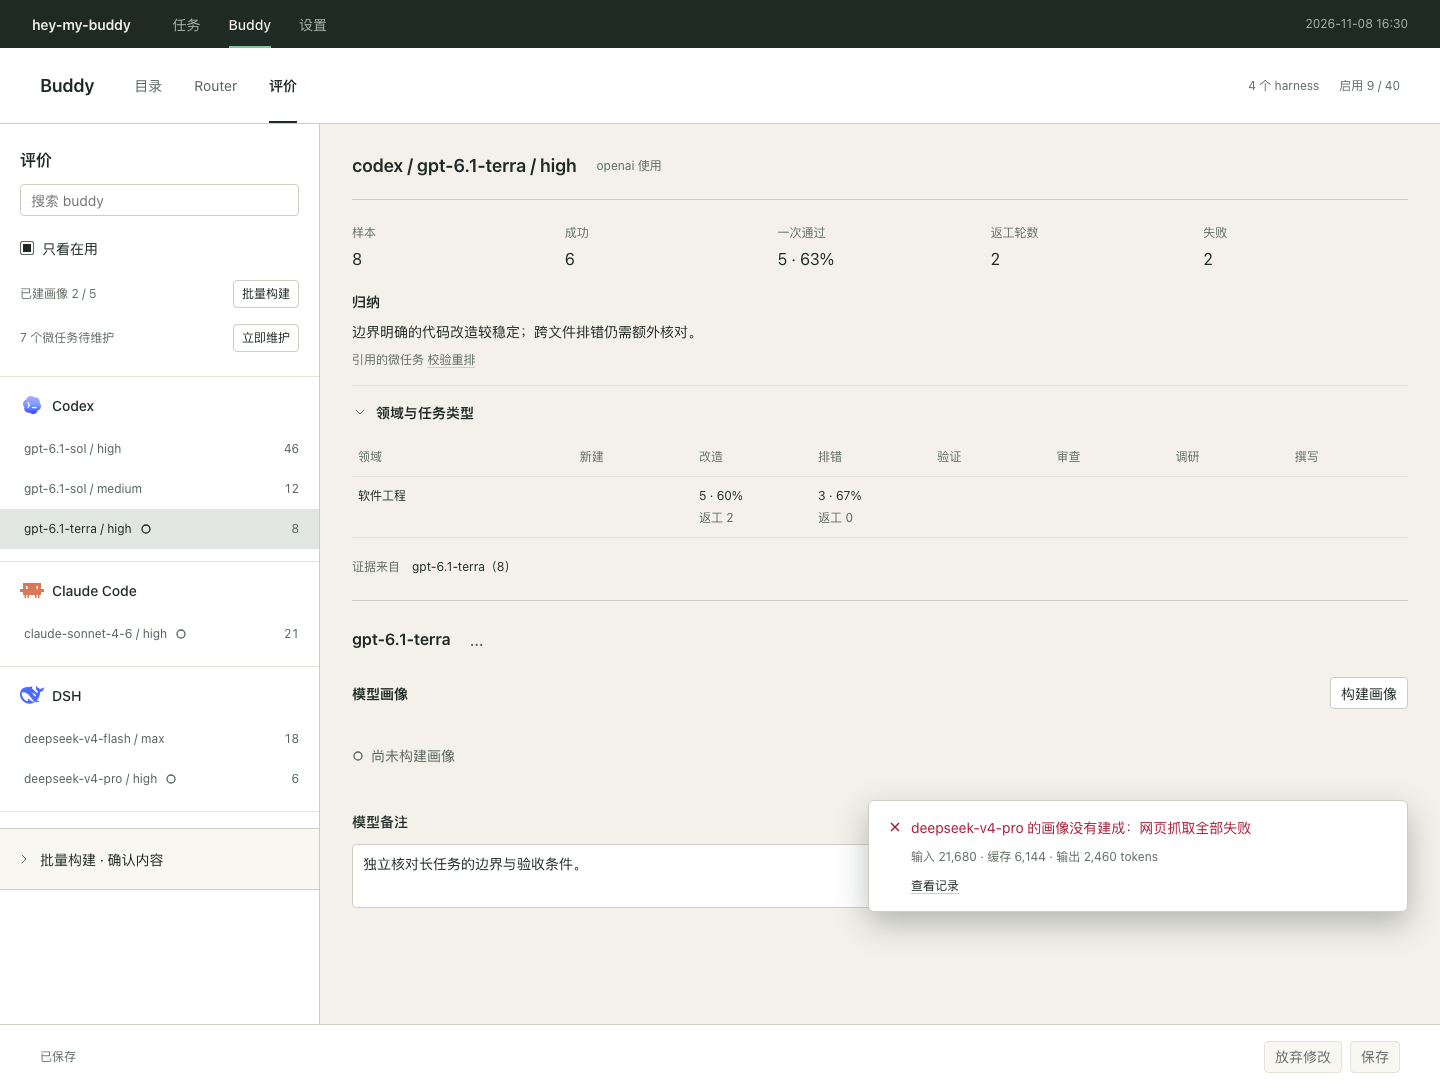 hey-my-buddy 任务 Buddy 设置 2026-11-08 16:30
Buddy 目录 Router 评价 4 个 harness 启用 9 / 40
评价
搜索 buddy
只看在用
已建画像 2 / 5 批量构建
7 个微任务待维护 立即维护
Codex
gpt-6.1-sol / high 46
gpt-6.1-sol / medium 12
gpt-6.1-terra / high 8
Claude Code
claude-sonnet-4-6 / high 21
DSH
deepseek-v4-flash / max 18
deepseek-v4-pro / high 6
批量构建 · 确认内容
codex / gpt-6.1-terra / high openai 使用
样本 成功 一次通过 返工轮数 失败
8 6 5 · 63% 2 2
归纳
边界明确的代码改造较稳定；跨文件排错仍需额外核对。
引用的微任务 校验重排
领域与任务类型
领域 新建 改造 排错 验证 审查 调研 撰写
软件工程 5 · 60% 3 · 67%
返工 2 返工 0
证据来自 gpt-6.1-terra（8）
gpt-6.1-terra ...
模型画像 构建画像
尚未构建画像
模型备注
独立核对长任务的边界与验收条件。
deepseek-v4-pro 的画像没有建成：网页抓取全部失败
输入 21,680 · 缓存 6,144 · 输出 2,460 tokens
查看记录
已保存 放弃修改 保存